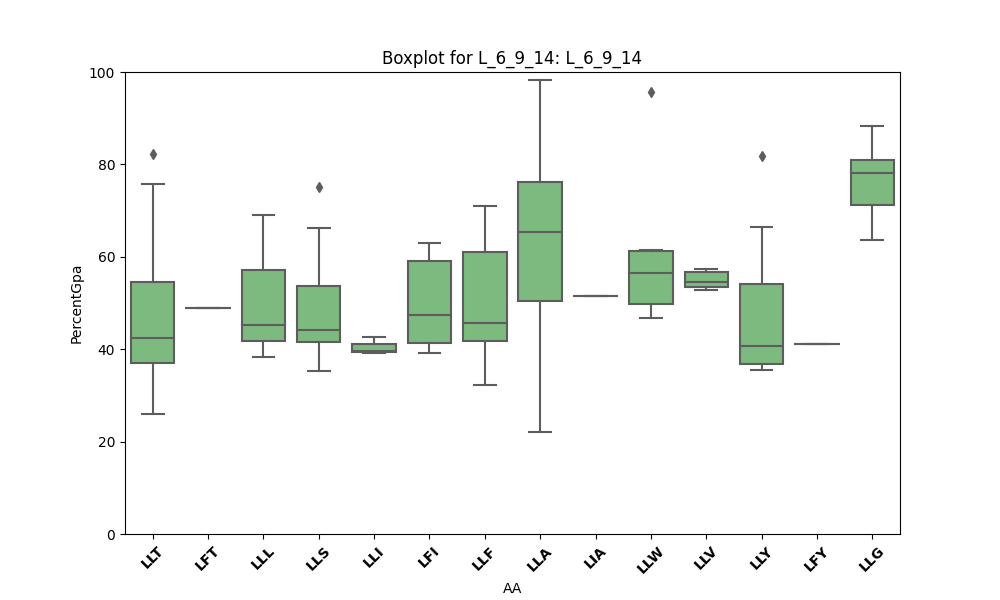 Boxplot for L_6_9_14: L_6_9_14
PercentGpa
100
80
60
40
20
0
LLT LFT LLL LLS LLI LFI LLF LLA LIA LLW LLV LLY LFY LLG
AA